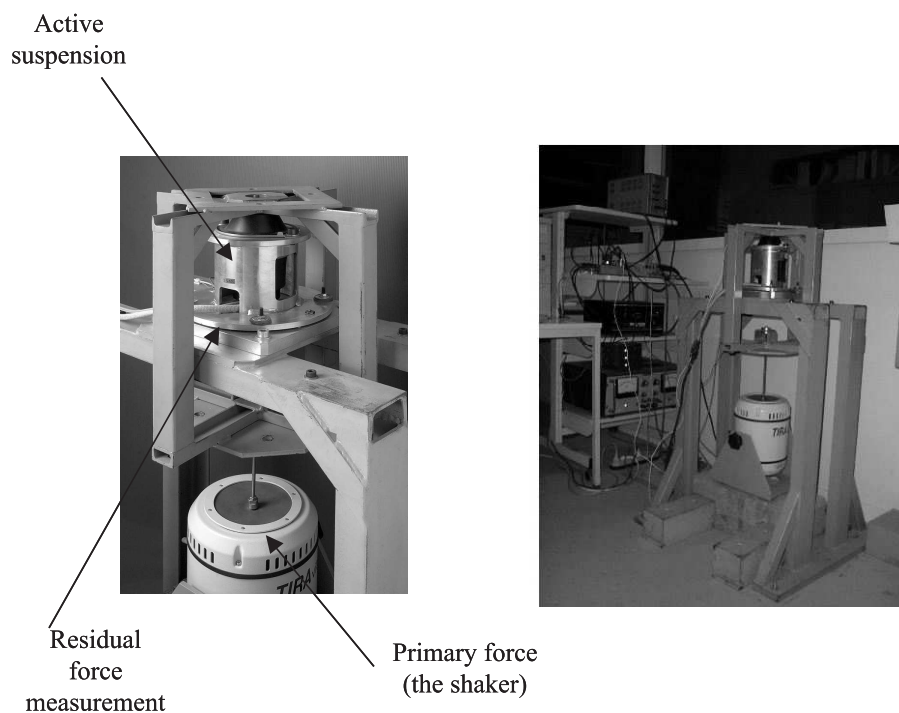 Active
suspension
TIRA
TIRA
Residual
force
measurement
Primary force
(the shaker)